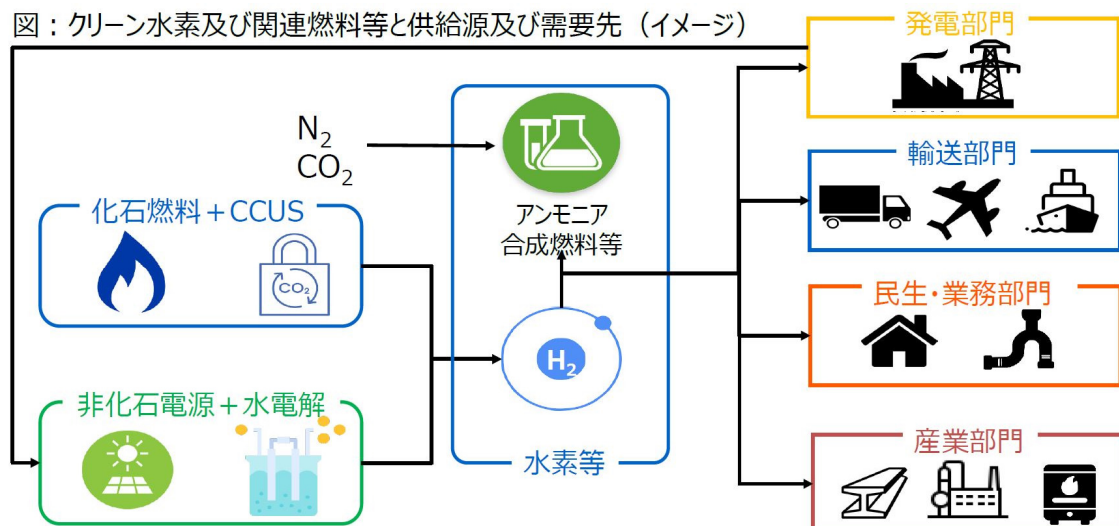 図：クリーン水素及び関連燃料等と供給源及び需要先（イメージ）
発電部門
N₂
CO₂
輸送部門
化石燃料＋CCUS
CO₂
アンモニア
合成燃料等
民生・業務部門
H₂
非化石電源＋水電解
水素等
産業部門